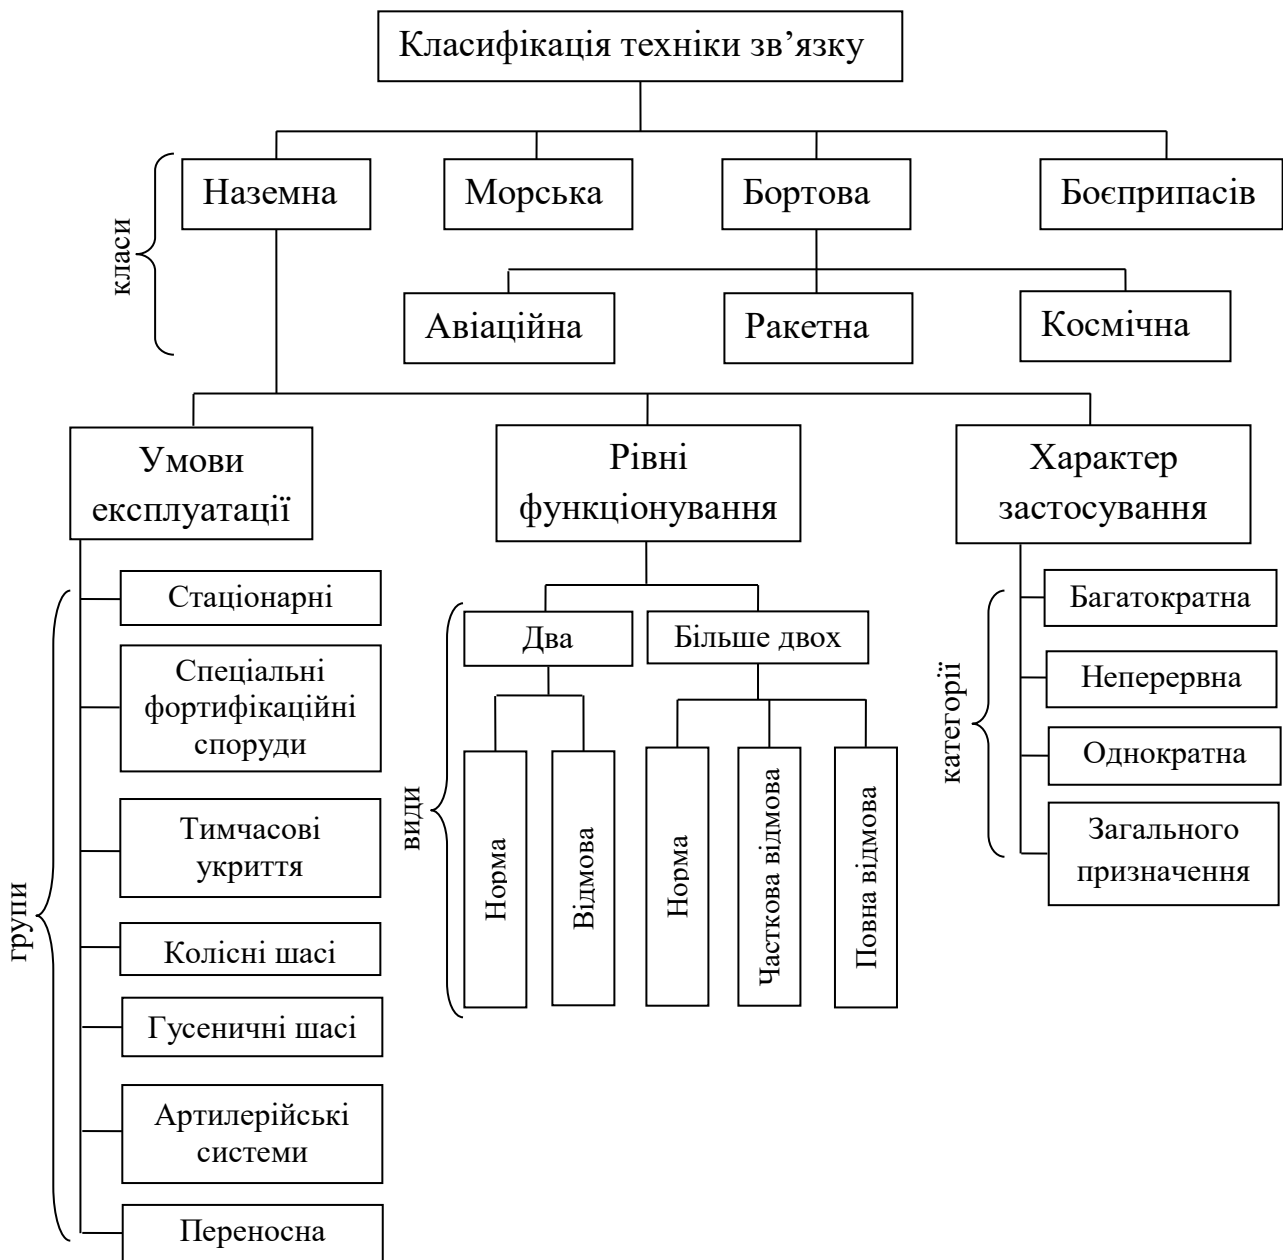 Класифікація техніки зв’язку
класи
Наземна
Морська
Бортова
Боєприпасів
Авіаційна
Ракетна
Космічна
Умови
експлуатації
групи
Стаціонарні
Спеціальні
фортифікаційні
споруди
Тимчасові
укриття
Колісні шасі
Гусеничні шасі
Артилерійські
системи
Переносна
Рівні
функціонування
види
Два
Більше двох
Норма
Відмова
Норма
Часткова відмова
Повна відмова
Характер
застосування
категорії
Багатократна
Неперервна
Однократна
Загального
призначення